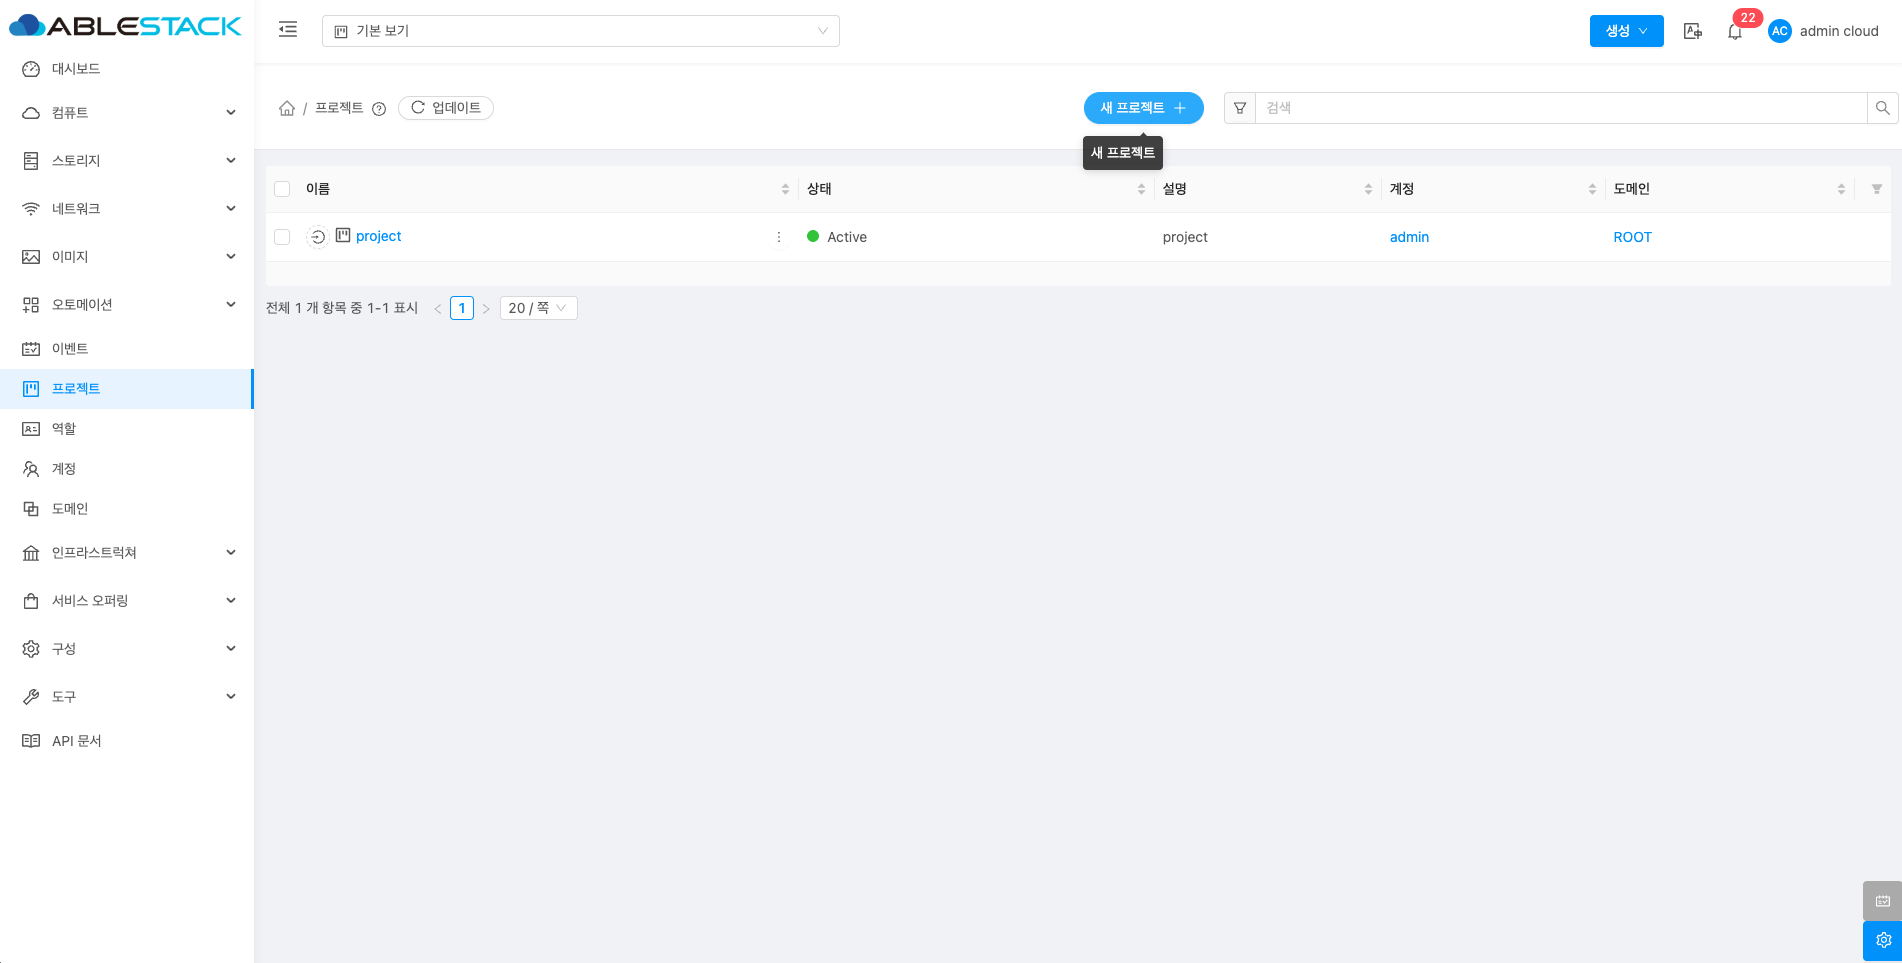 ABLESTACK
기본 보기
생성
22
AC
admin cloud
대시보드
컴퓨트
스토리지
네트워크
이미지
오토메이션
이벤트
프로젝트
역할
계정
도메인
인프라스트럭쳐
서비스 오퍼링
구성
도구
API 문서
/ 프로젝트
업데이트
새 프로젝트
검색
새 프로젝트
이름 상태 설명 계정 도메인
project Active project admin ROOT
전체 1 개 항목 중 1-1 표시 < 1 > 20 / 쪽